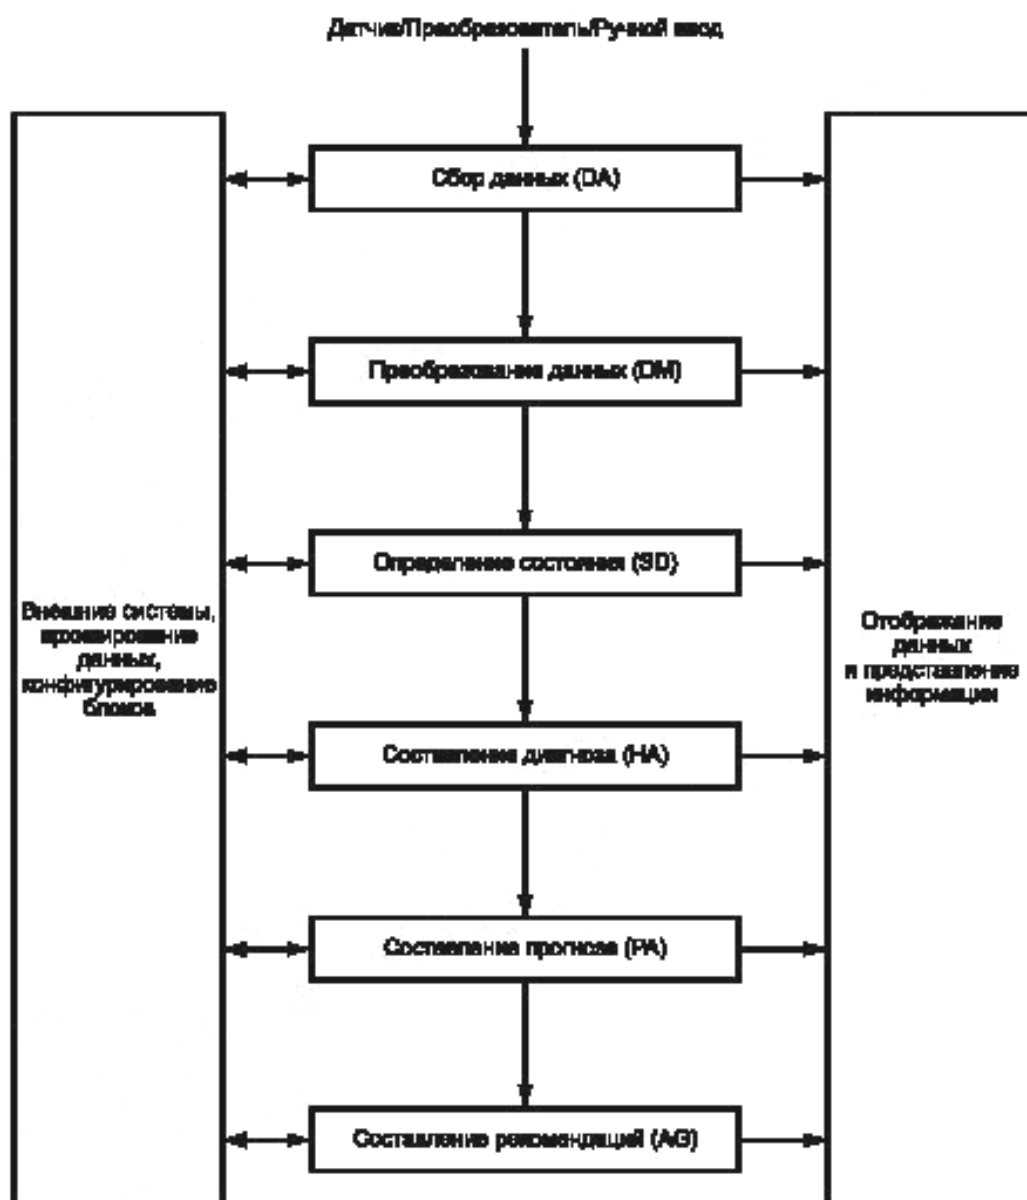 Датчик/Преобразователь/Ручной ввод
Сбор данных (DA)
Преобразование данных (DM)
Определение состояния (SD)
Внешние системы,
архивирование
данных,
конфигурирование
блоков
Отображение
данных
и представление
информации
Составление диагноза (HA)
Составление прогноза (PA)
Составление рекомендаций (AG)